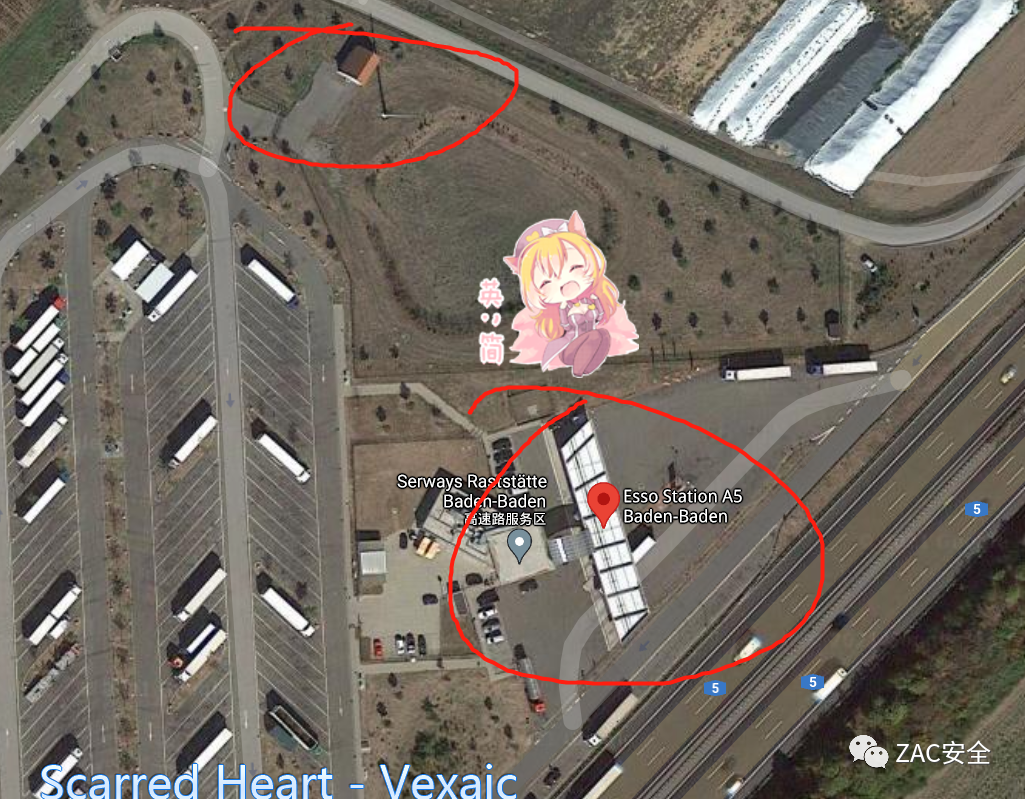 英
简
Serways Raststätte
Baden-Baden
高速路服务区
Esso Station A5
Baden-Baden
5
5
5
ZAC安全
Scarred Heart - Vexaic